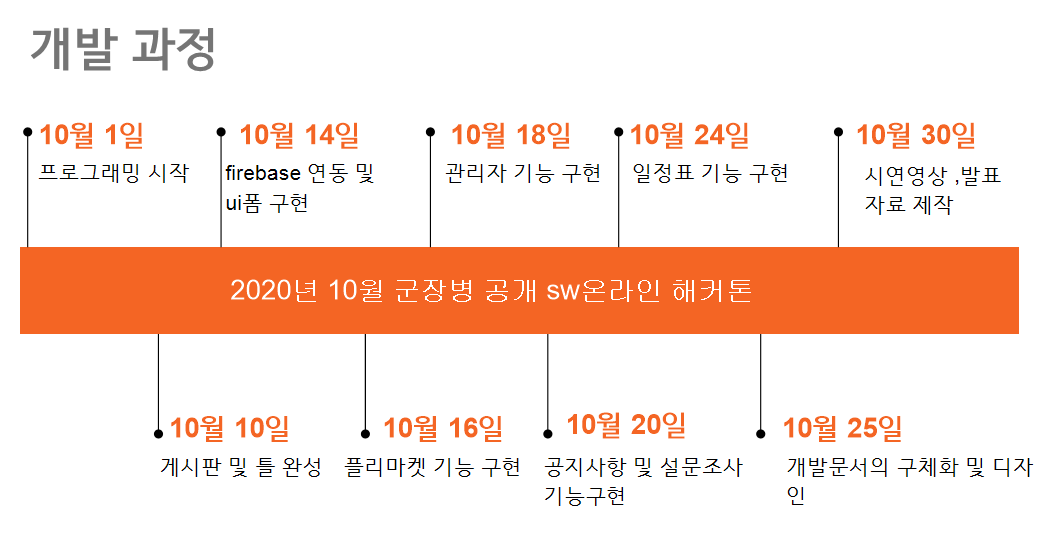 개발 과정
10월 1일
프로그래밍 시작
10월 14일
firebase 연동 및
ui폼 구현
10월 18일
관리자 기능 구현
10월 24일
일정표 기능 구현
10월 30일
시연영상 ,발표
자료 제작
2020년 10월 군장병 공개 sw온라인 해커톤
10월 10일
게시판 및 틀 완성
10월 16일
플리마켓 기능 구현
10월 20일
공지사항 및 설문조사
기능구현
10월 25일
개발문서의 구체화 및 디자
인